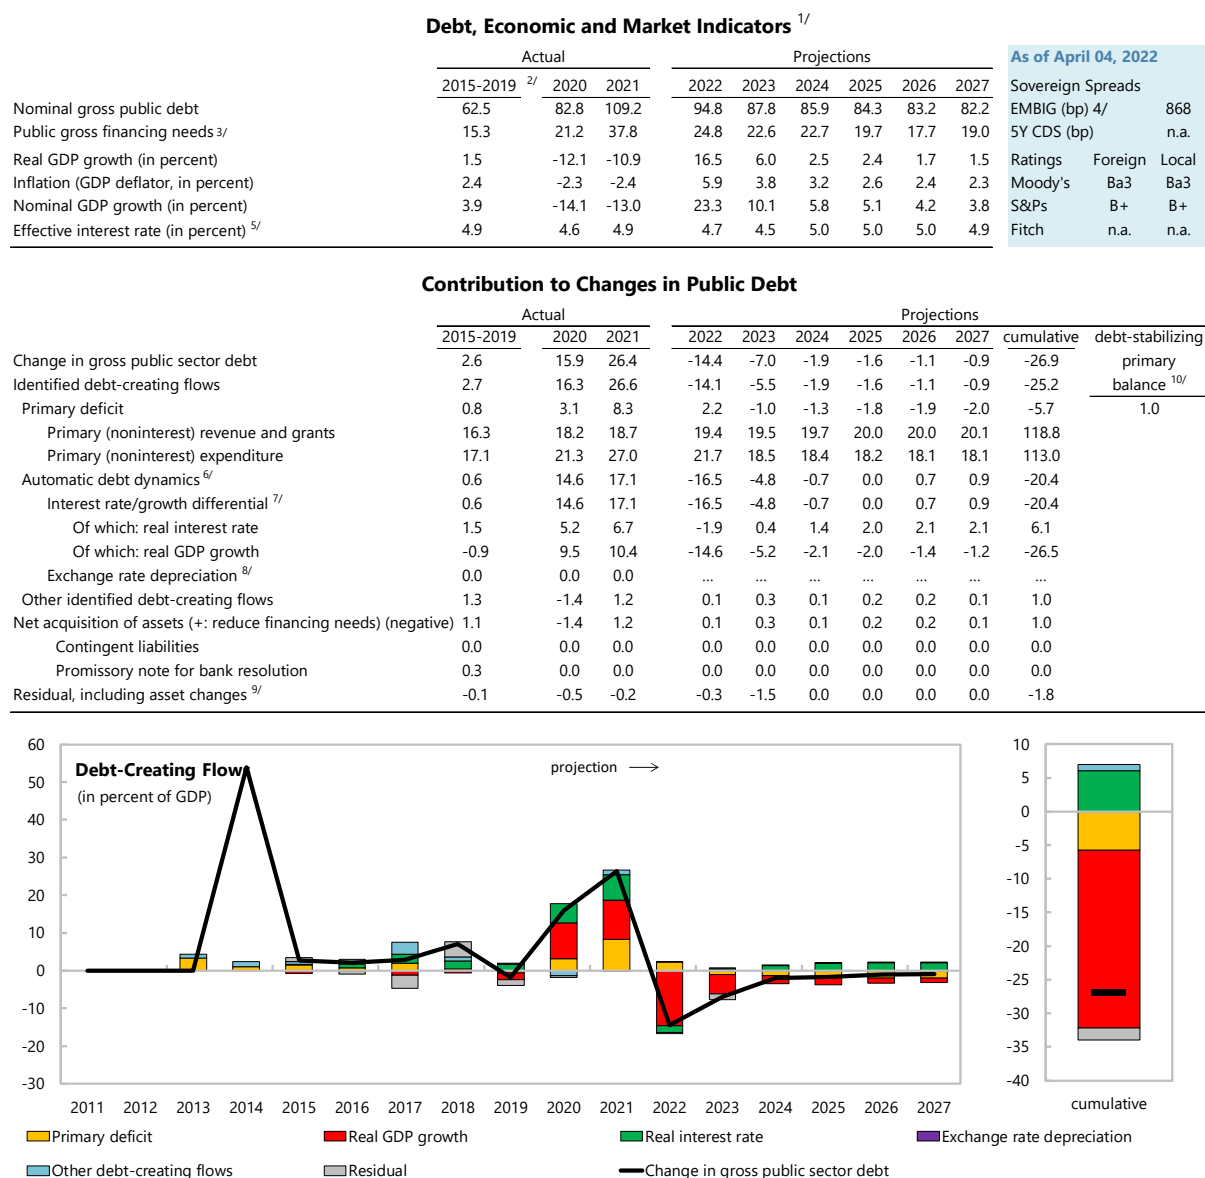 Debt, Economic and Market Indicators 1/
Actual Projections As of April 04, 2022
2015-2019 2/ 2020 2021 2022 2023 2024 2025 2026 2027 Sovereign Spreads
Nominal gross public debt 62.5 82.8 109.2 94.8 87.8 85.9 84.3 83.2 82.2 EMBIG (bp) 4/ 868
Public gross financing needs 3/ 15.3 21.2 37.8 24.8 22.6 22.7 19.7 17.7 19.0 5Y CDS (bp) n.a.
Real GDP growth (in percent) 1.5 -12.1 -10.9 16.5 6.0 2.5 2.4 1.7 1.5 Ratings Foreign Local
Inflation (GDP deflator, in percent) 2.4 -2.3 -2.4 5.9 3.8 3.2 2.6 2.4 2.3 Moody's Ba3 Ba3
Nominal GDP growth (in percent) 3.9 -14.1 -13.0 23.3 10.1 5.8 5.1 4.2 3.8 S&Ps B+ B+
Effective interest rate (in percent) 5/ 4.9 4.6 4.9 4.7 4.5 5.0 5.0 5.0 4.9 Fitch n.a. n.a.
Contribution to Changes in Public Debt
Actual Projections
2015-2019 2020 2021 2022 2023 2024 2025 2026 2027 cumulative debt-stabilizing
Change in gross public sector debt 2.6 15.9 26.4 -14.4 -7.0 -1.9 -1.6 -1.1 -0.9 -26.9 primary
Identified debt-creating flows 2.7 16.3 26.6 -14.1 -5.5 -1.9 -1.6 -1.1 -0.9 -25.2 balance 10/
Primary deficit 0.8 3.1 8.3 2.2 -1.0 -1.3 -1.8 -1.9 -2.0 -5.7 1.0
Primary (noninterest) revenue and grants 16.3 18.2 18.7 19.4 19.5 19.7 20.0 20.0 20.1 118.8
Primary (noninterest) expenditure 17.1 21.3 27.0 21.7 18.5 18.4 18.2 18.1 18.1 113.0
Automatic debt dynamics 6/ 0.6 14.6 17.1 -16.5 -4.8 -0.7 0.0 0.7 0.9 -20.4
Interest rate/growth differential 7/ 0.6 14.6 17.1 -16.5 -4.8 -0.7 0.0 0.7 0.9 -20.4
Of which: real interest rate 1.5 5.2 6.7 -1.9 0.4 1.4 2.0 2.1 2.1 6.1
Of which: real GDP growth -0.9 9.5 10.4 -14.6 -5.2 -2.1 -2.0 -1.4 -1.2 -26.5
Exchange rate depreciation 8/ 0.0 0.0 0.0 ... ... ... ... ... ... ...
Other identified debt-creating flows 1.3 -1.4 1.2 0.1 0.3 0.1 0.2 0.2 0.1 1.0
Net acquisition of assets (+: reduce financing needs) (negative) 1.1 -1.4 1.2 0.1 0.3 0.1 0.2 0.2 0.1 1.0
Contingent liabilities 0.0 0.0 0.0 0.0 0.0 0.0 0.0 0.0 0.0 0.0
Promissory note for bank resolution 0.3 0.0 0.0 0.0 0.0 0.0 0.0 0.0 0.0 0.0
Residual, including asset changes 9/ -0.1 -0.5 -0.2 -0.3 -1.5 0.0 0.0 0.0 0.0 -1.8
Debt-Creating Flows
(in percent of GDP)
projection
60
50
40
30
20
10
0
-10
-20
-30
2011 2012 2013 2014 2015 2016 2017 2018 2019 2020 2021 2022 2023 2024 2025 2026 2027
10
5
0
-5
-10
-15
-20
-25
-30
-35
-40
cumulative
Primary deficit Real GDP growth Real interest rate Exchange rate depreciation
Other debt-creating flows Residual Change in gross public sector debt